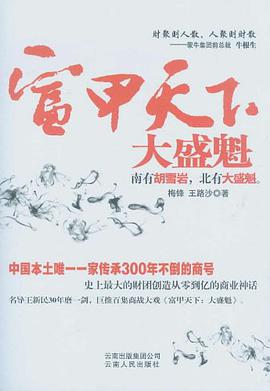 财聚则人散，人聚则财散
——蒙牛集团前总裁 牛根生
富甲天下
大盛魁
南有胡雪岩，北有大盛魁。
梅锋 王路沙◎著
中国本土唯一一家传承300年不倒的商号
史上最大的财团创造从零到亿的商业神话
名导王新民30年磨一剑，巨推百集商战大戏《富甲天下：大盛魁》。
云南出版集团公司
云南人民出版社